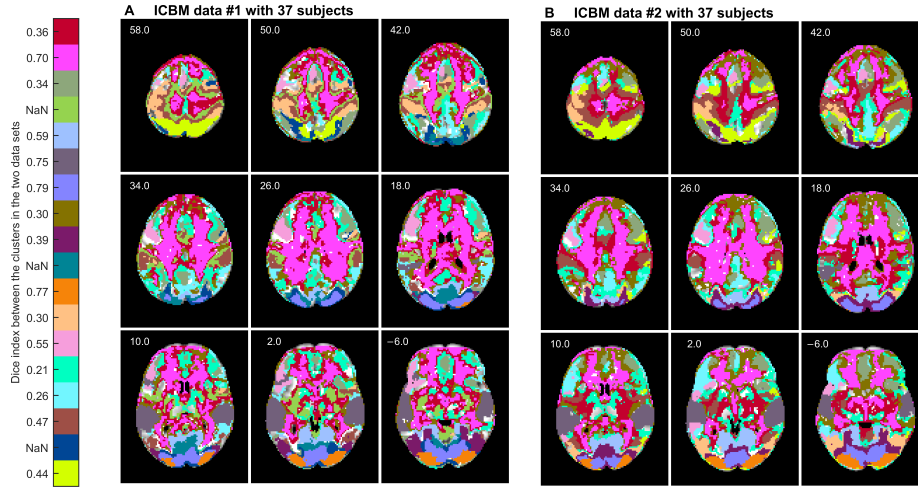 A ICBM data #1 with 37 subjects
B ICBM data #2 with 37 subjects
Dice index between the clusters in the two data sets
0.36
0.70
0.34
NaN
0.59
0.75
0.79
0.30
0.39
NaN
0.77
0.30
0.55
0.21
0.26
0.47
NaN
0.44
58.0 50.0 42.0
34.0 26.0 18.0
10.0 2.0 −6.0
58.0 50.0 42.0
34.0 26.0 18.0
10.0 2.0 −6.0